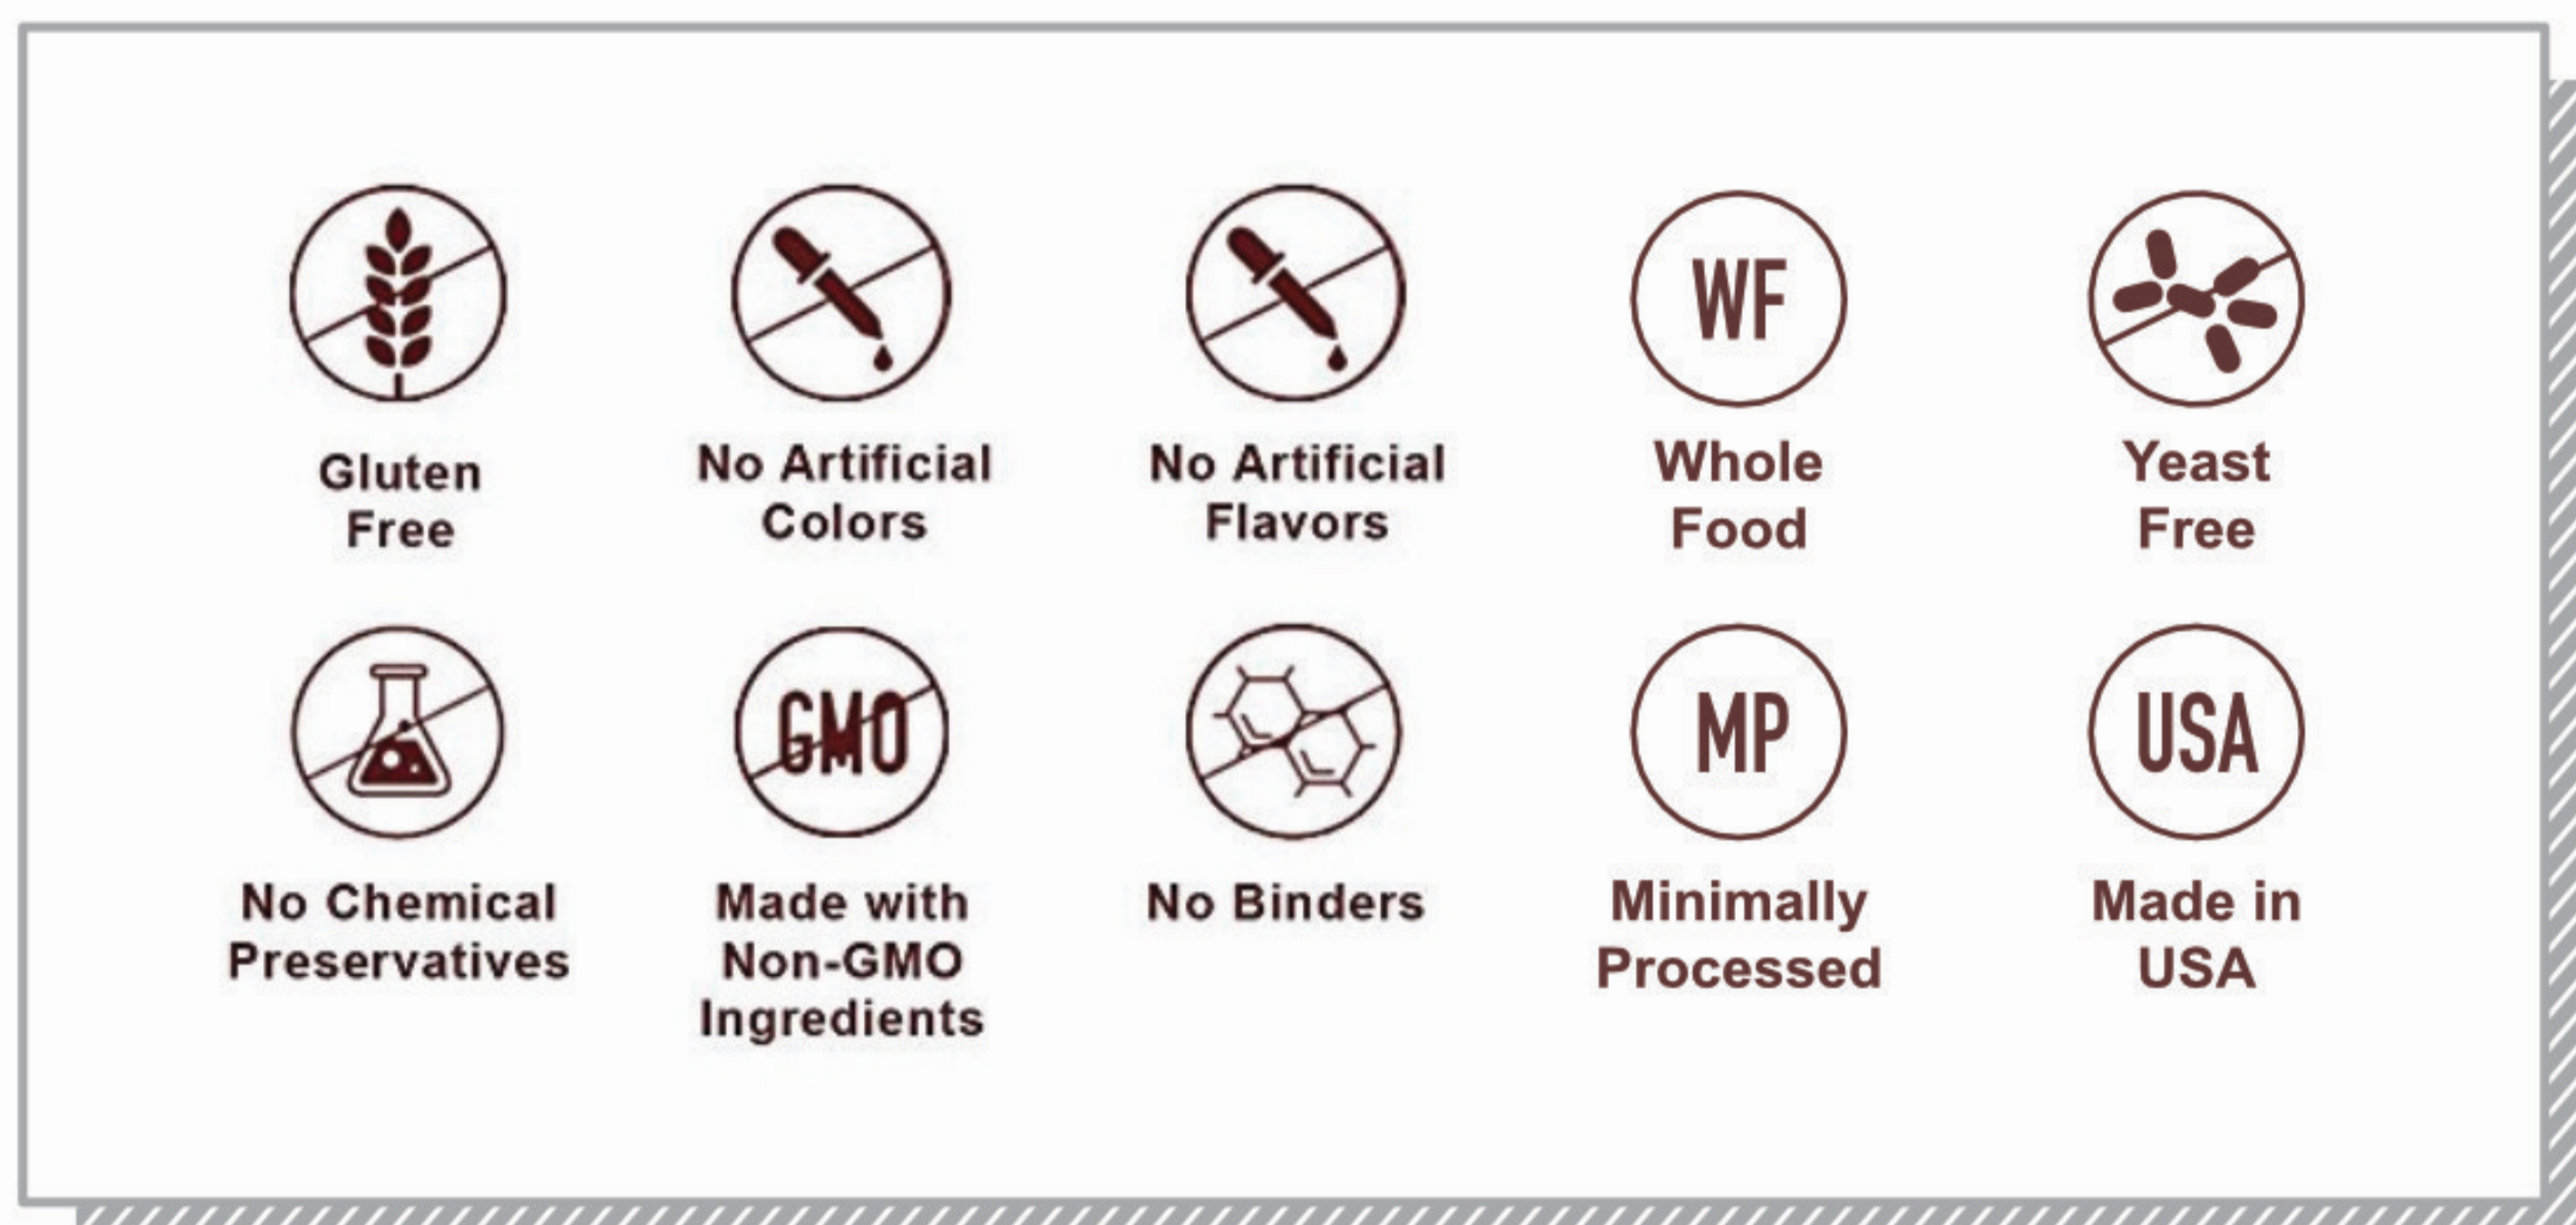 WF
Gluten
Free
No Artificial
Colors
No Artificial
Flavors
Whole
Food
Yeast
Free
GMO
MP
USA
No Chemical
Preservatives
Made with
Non-GMO
Ingredients
No Binders
Minimally
Processed
Made in
USA